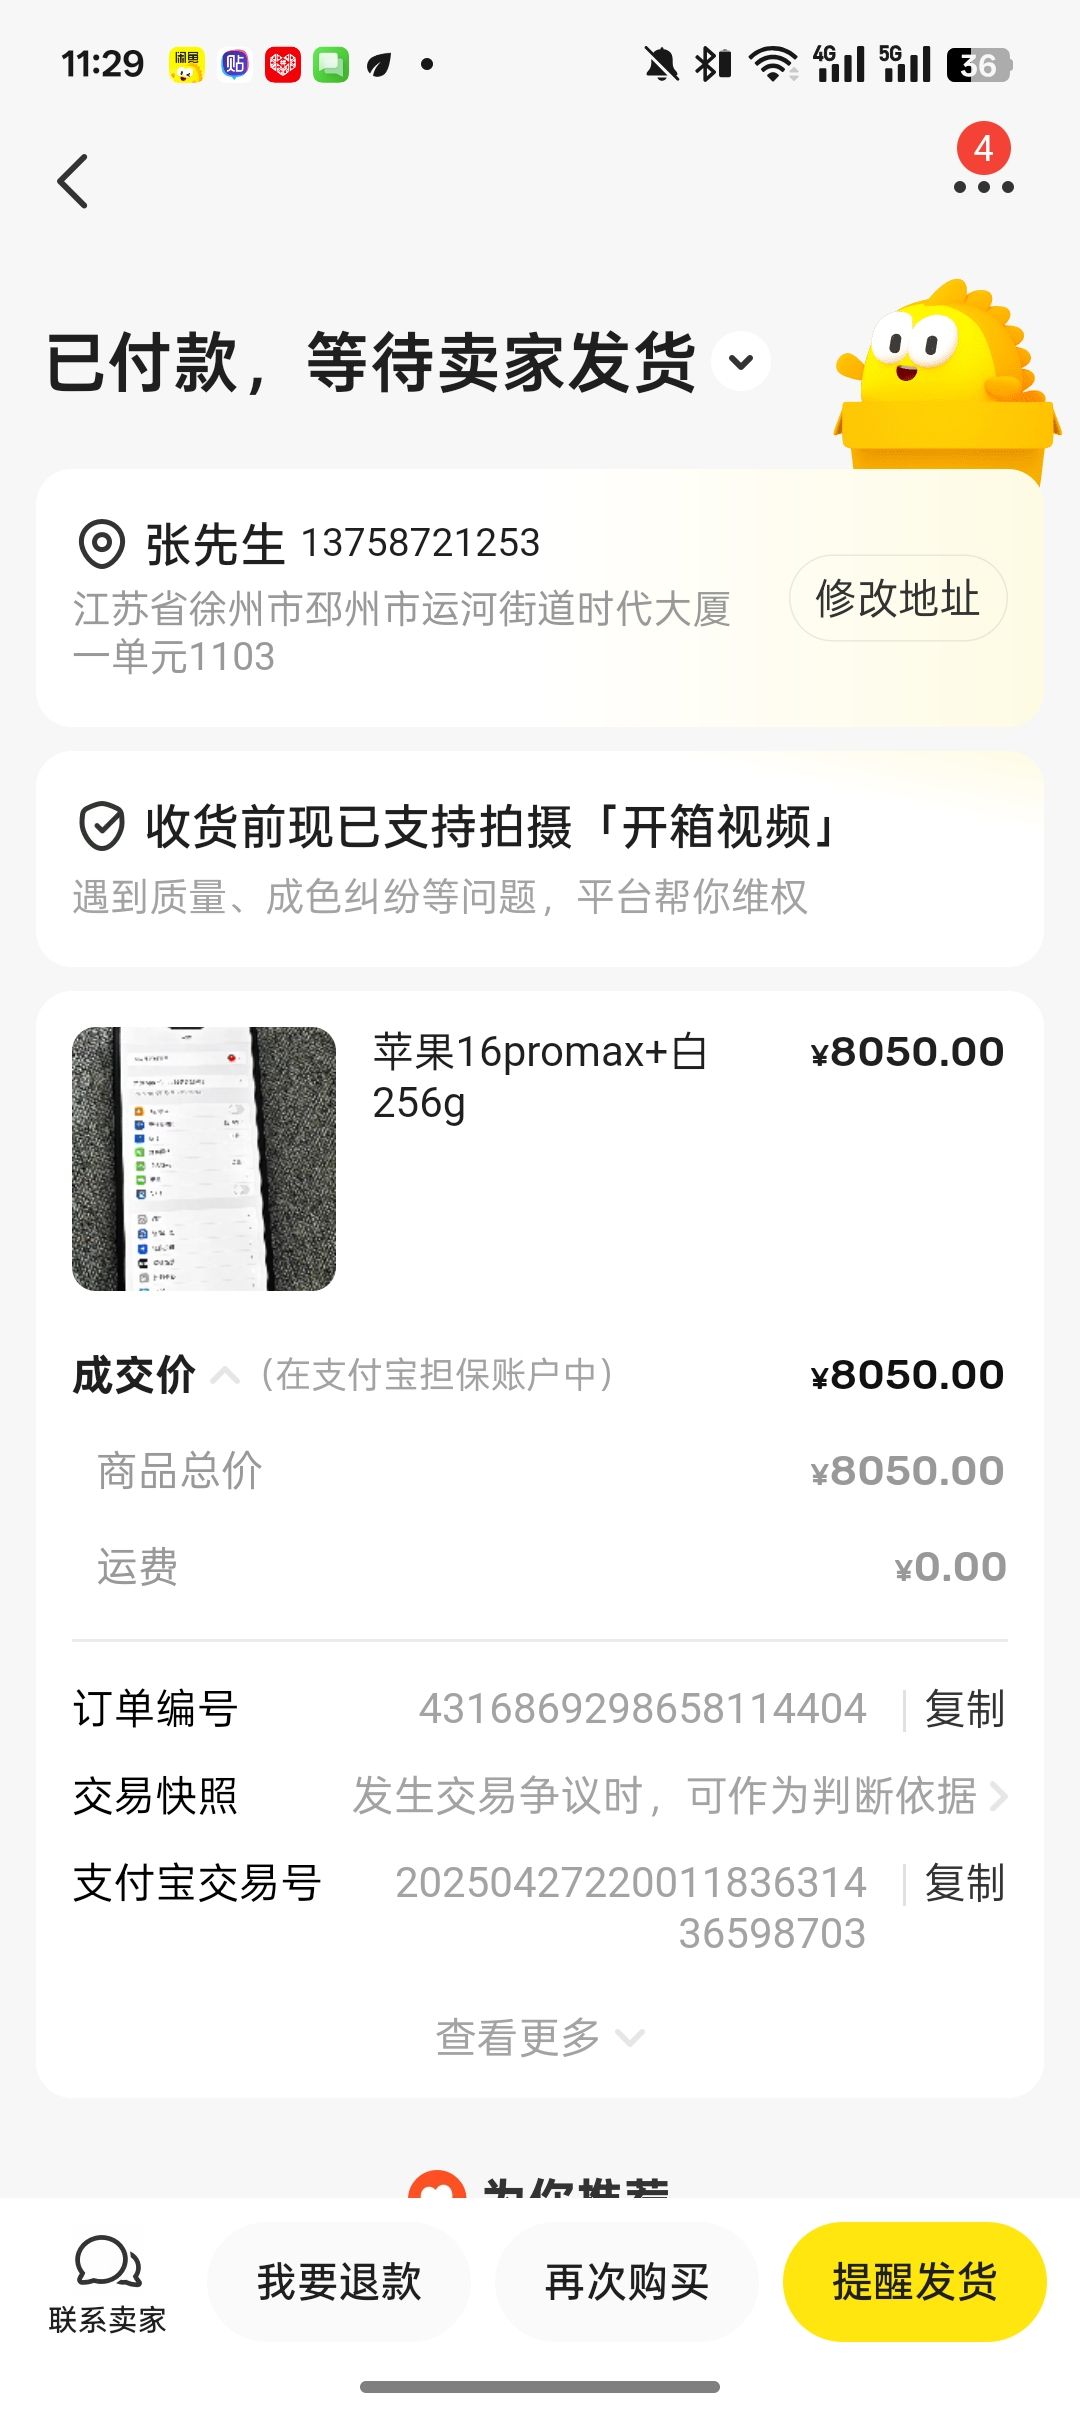 11:29
闲鱼
贴
4G
5G
36
4
已付款，等待卖家发货
张先生 13758721253
江苏省徐州市邳州市运河街道时代大厦
一单元1103
修改地址
收货前现已支持拍摄「开箱视频」
遇到质量、成色纠纷等问题，平台帮你维权
苹果16promax+白 ¥8050.00
256g
成交价 （在支付宝担保账户中） ¥8050.00
商品总价 ¥8050.00
运费 ¥0.00
订单编号 4316869298658114404 复制
交易快照 发生交易争议时，可作为判断依据
支付宝交易号 20250427220011836314 复制
36598703
查看更多
为你推荐
联系卖家
我要退款
再次购买
提醒发货